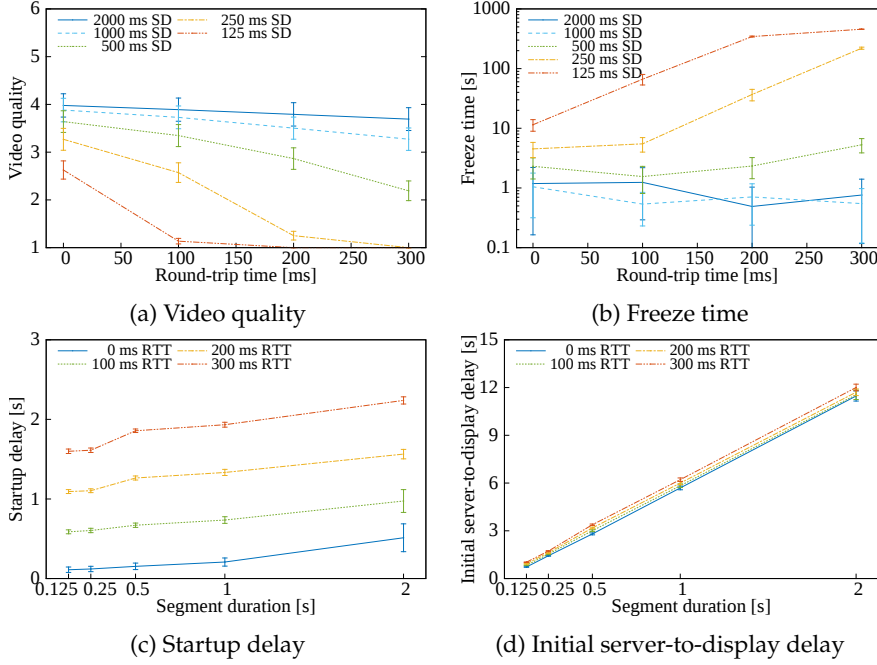 2000 ms SD
1000 ms SD
500 ms SD
250 ms SD
125 ms SD
6
5
4
3
2
1
Video quality
0 50 100 150 200 250 300
Round-trip time [ms]
(a) Video quality
2000 ms SD
1000 ms SD
500 ms SD
250 ms SD
125 ms SD
1000
100
10
1
0.1
Freeze time [s]
0 50 100 150 200 250 300
Round-trip time [ms]
(b) Freeze time
0 ms RTT
100 ms RTT
200 ms RTT
300 ms RTT
3
2
1
0
Startup delay [s]
0.125 0.25 0.5 1 2
Segment duration [s]
(c) Startup delay
0 ms RTT
100 ms RTT
200 ms RTT
300 ms RTT
15
12
9
6
3
0
Initial server-to-display delay [s]
0.125 0.25 0.5 1 2
Segment duration [s]
(d) Initial server-to-display delay